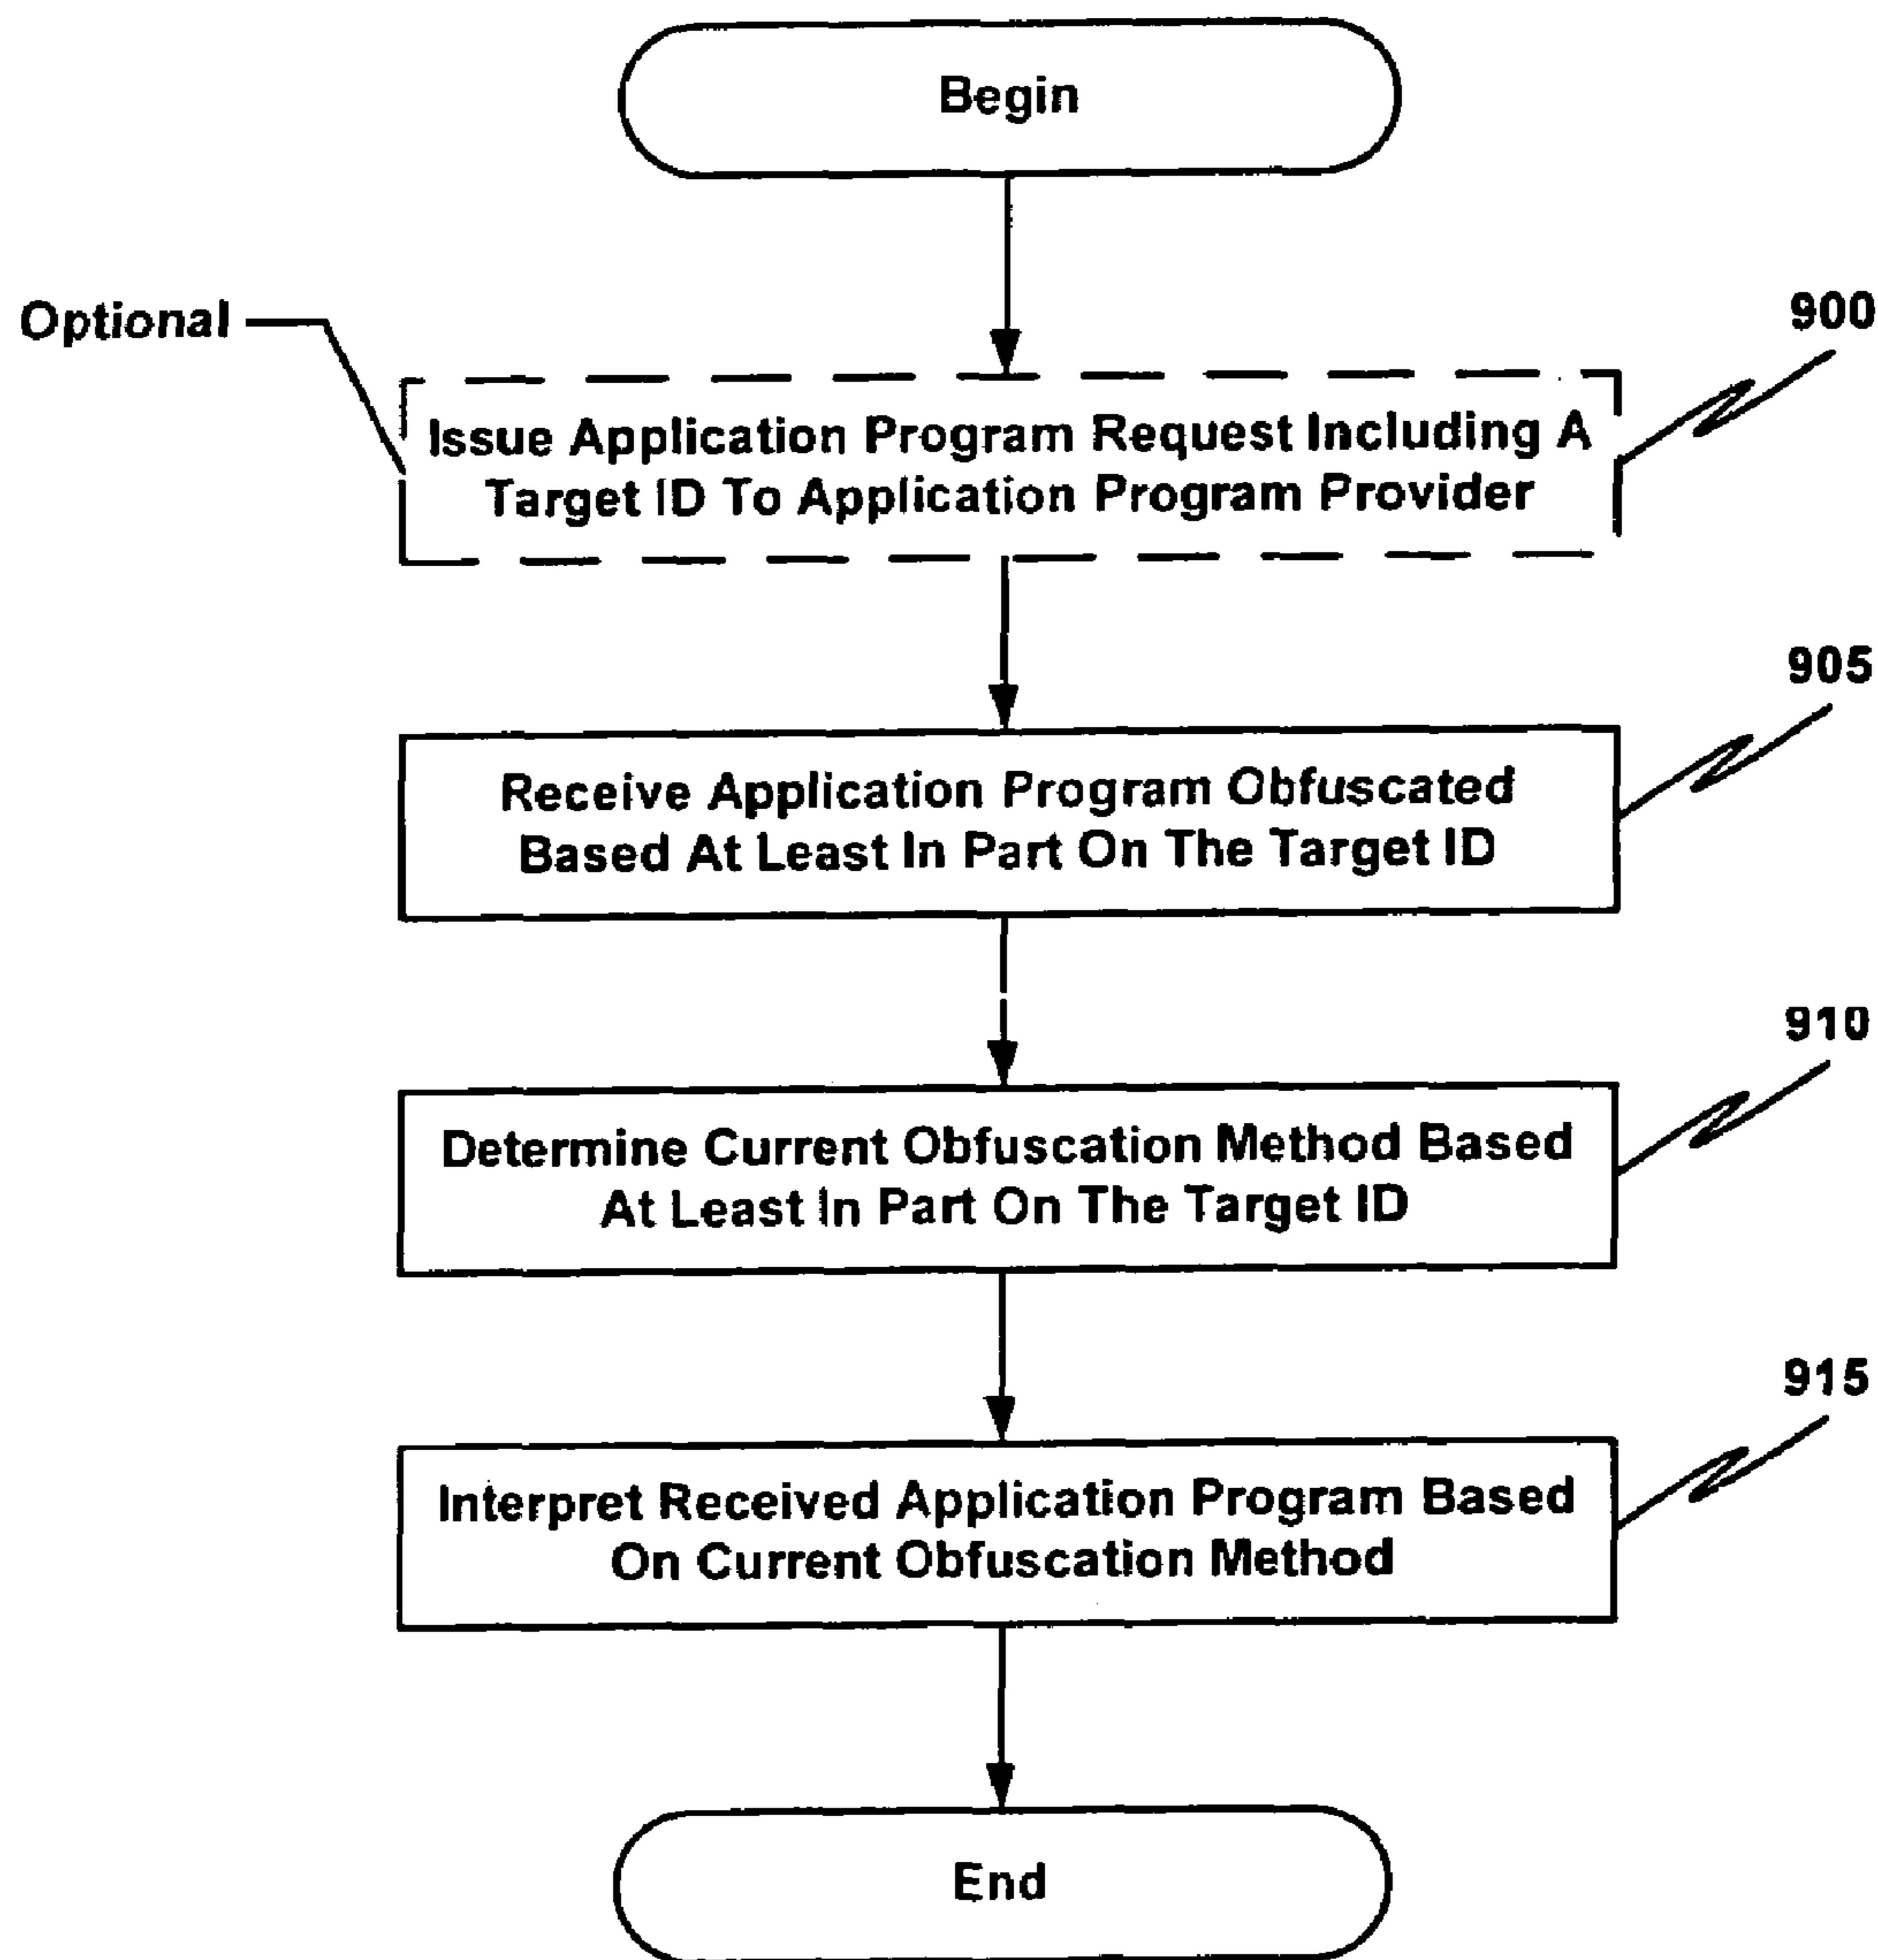 Begin
Optional
900
Issue Application Program Request Including A
Target ID To Application Program Provider
905
Receive Application Program Obfuscated
Based At Least In Part On The Target ID
910
Determine Current Obfuscation Method Based
At Least In Part On The Target ID
915
Interpret Received Application Program Based
On Current Obfuscation Method
End